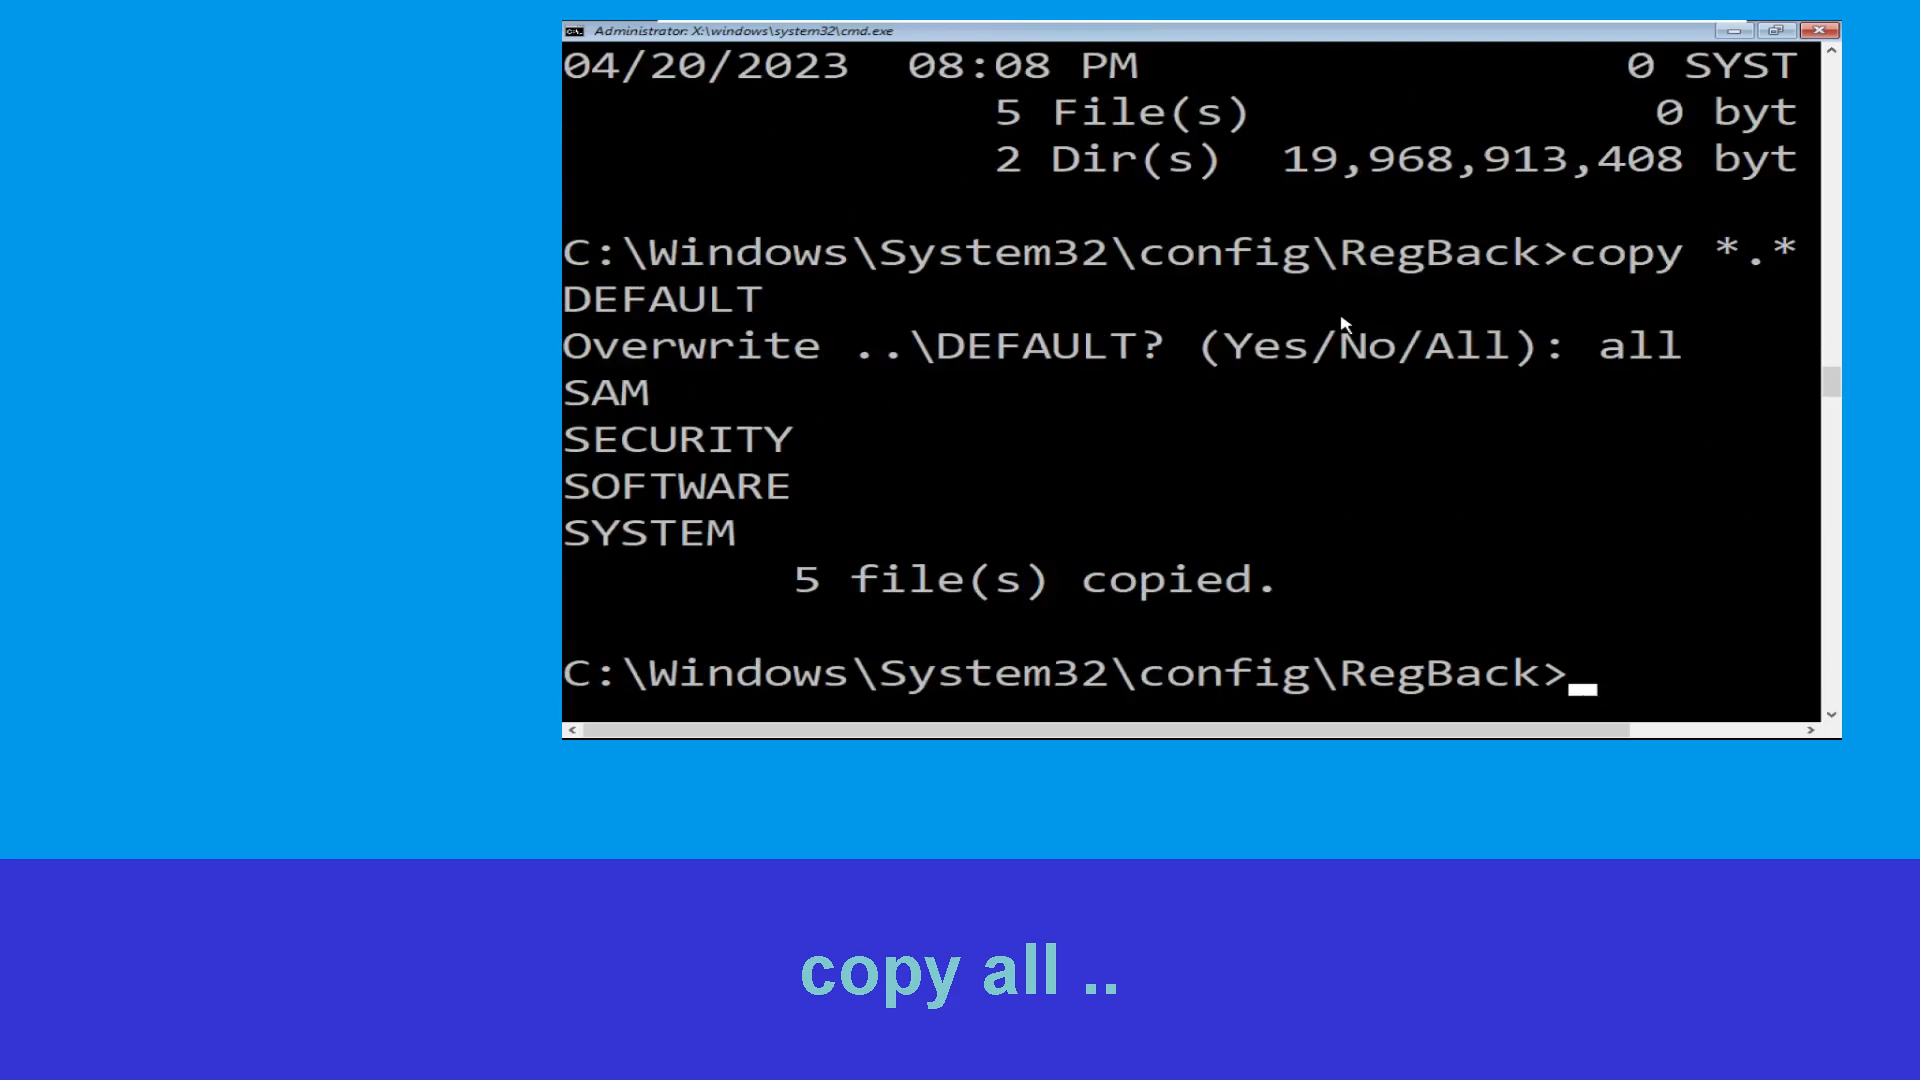 Administrator: X:\windows\system32\cmd.exe
04/20/2023 08:08 PM 0 SYST
5 File(s) 0 byt
2 Dir(s) 19,968,913,408 byt
C:\Windows\System32\config\RegBack>copy *.*
DEFAULT
Overwrite ..\DEFAULT? (Yes/No/All): all
SAM
SECURITY
SOFTWARE
SYSTEM
5 file(s) copied.
C:\Windows\System32\config\RegBack>
copy all ..